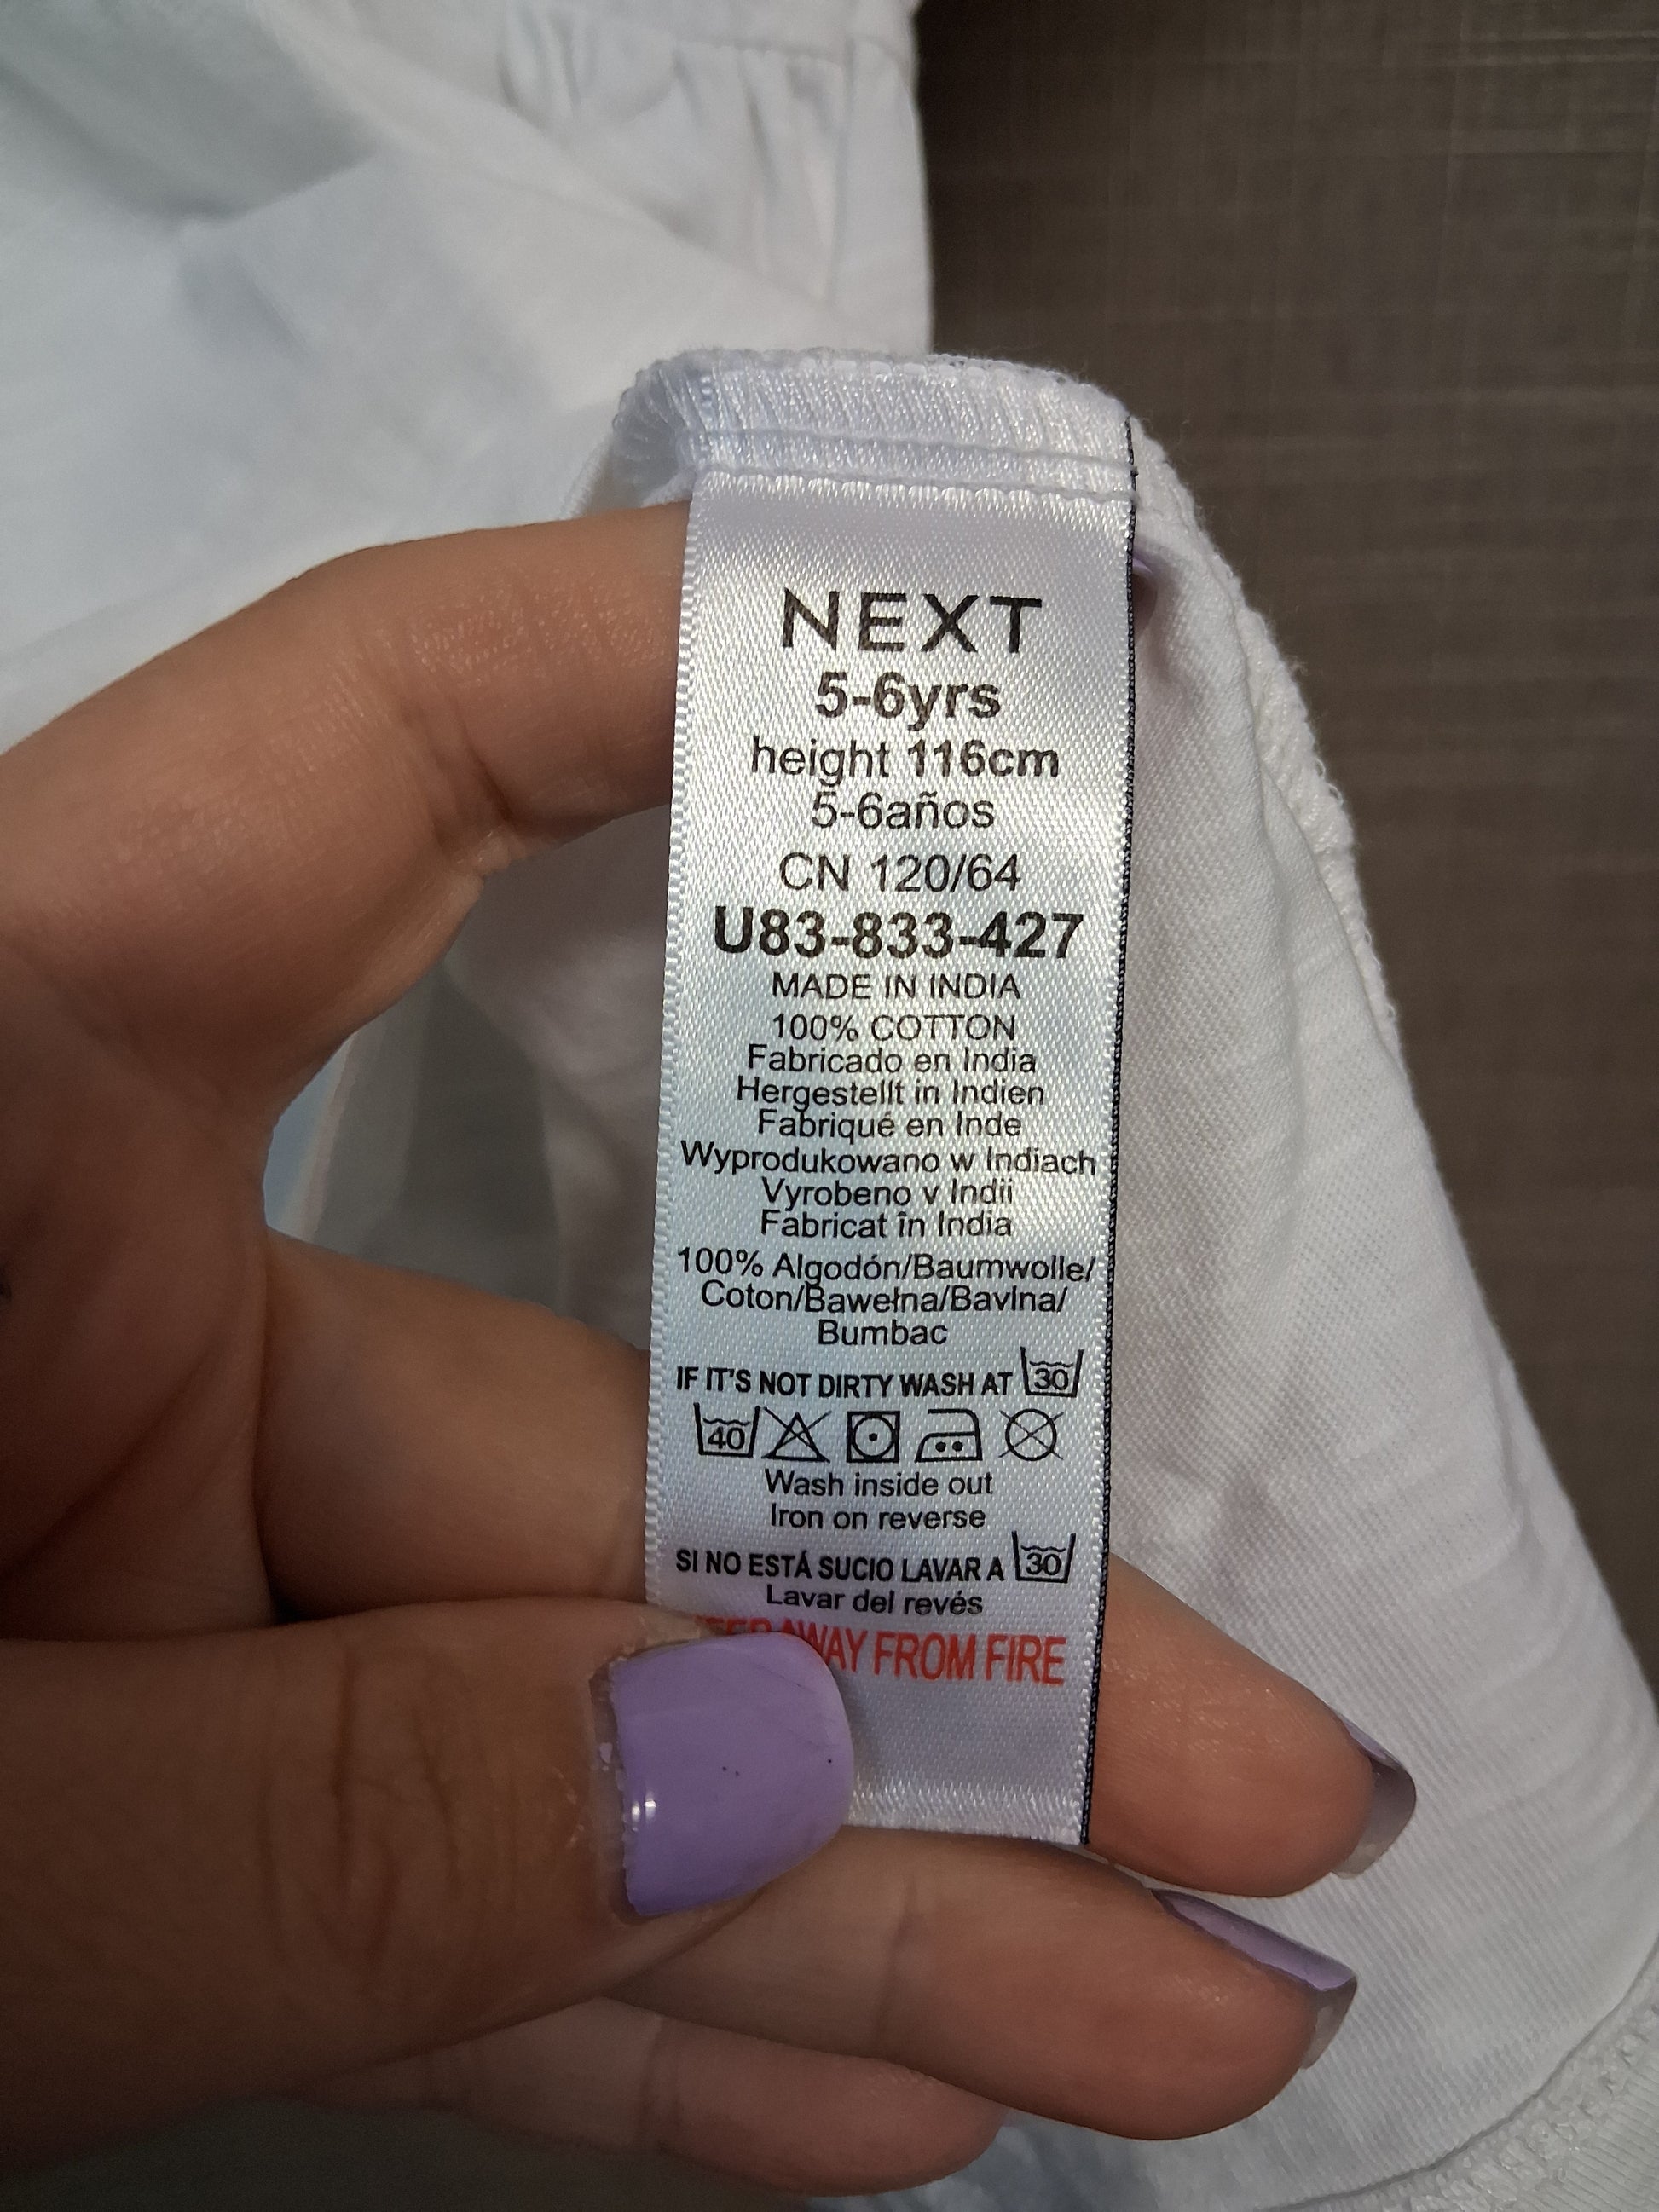 NEXT
5-6yrs
height 116cm
5-6años
CN 120/64
U83-833-427
MADE IN INDIA
100% COTTON
Fabricado en India
Hergestellt in Indien
Fabriqué en Inde
Wyprodukowano w Indiach
Vyrobeno v Indii
Fabricat în India
100% Algodón/Baumwolle/
Coton/Bawełna/Bavlna/
Bumbac
IF IT'S NOT DIRTY WASH AT 30
40
Wash inside out
Iron on reverse
SI NO ESTÁ SUCIO LAVAR A 30
Lavar del revés
AWAY FROM FIRE